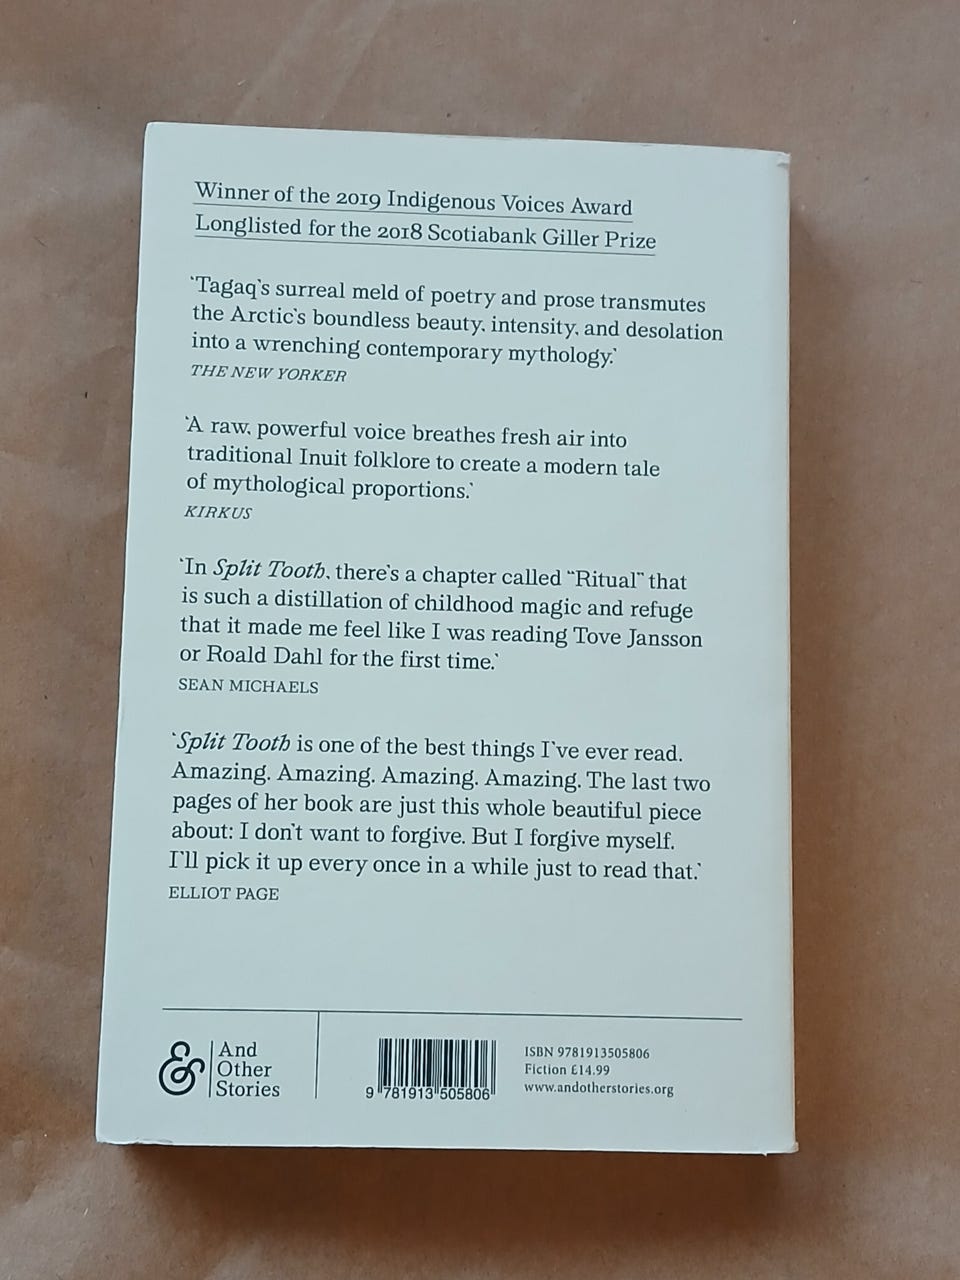 Winner of the 2019 Indigenous Voices Award
Longlisted for the 2018 Scotiabank Giller Prize
‘Tagaq's surreal meld of poetry and prose transmutes
the Arctic's boundless beauty, intensity, and desolation
into a wrenching contemporary mythology.’
THE NEW YORKER
‘A raw, powerful voice breathes fresh air into
traditional Inuit folklore to create a modern tale
of mythological proportions.’
KIRKUS
‘In Split Tooth, there's a chapter called “Ritual” that
is such a distillation of childhood magic and refuge
that it made me feel like I was reading Tove Jansson
or Roald Dahl for the first time.’
SEAN MICHAELS
‘Split Tooth is one of the best things I've ever read.
Amazing. Amazing. Amazing. Amazing. The last two
pages of her book are just this whole beautiful piece
about: I don't want to forgive. But I forgive myself.
I'll pick it up every once in a while just to read that.’
ELLIOT PAGE
& And
Other
Stories
9 781913 505806
ISBN 9781913505806
Fiction £14.99
www.andotherstories.org